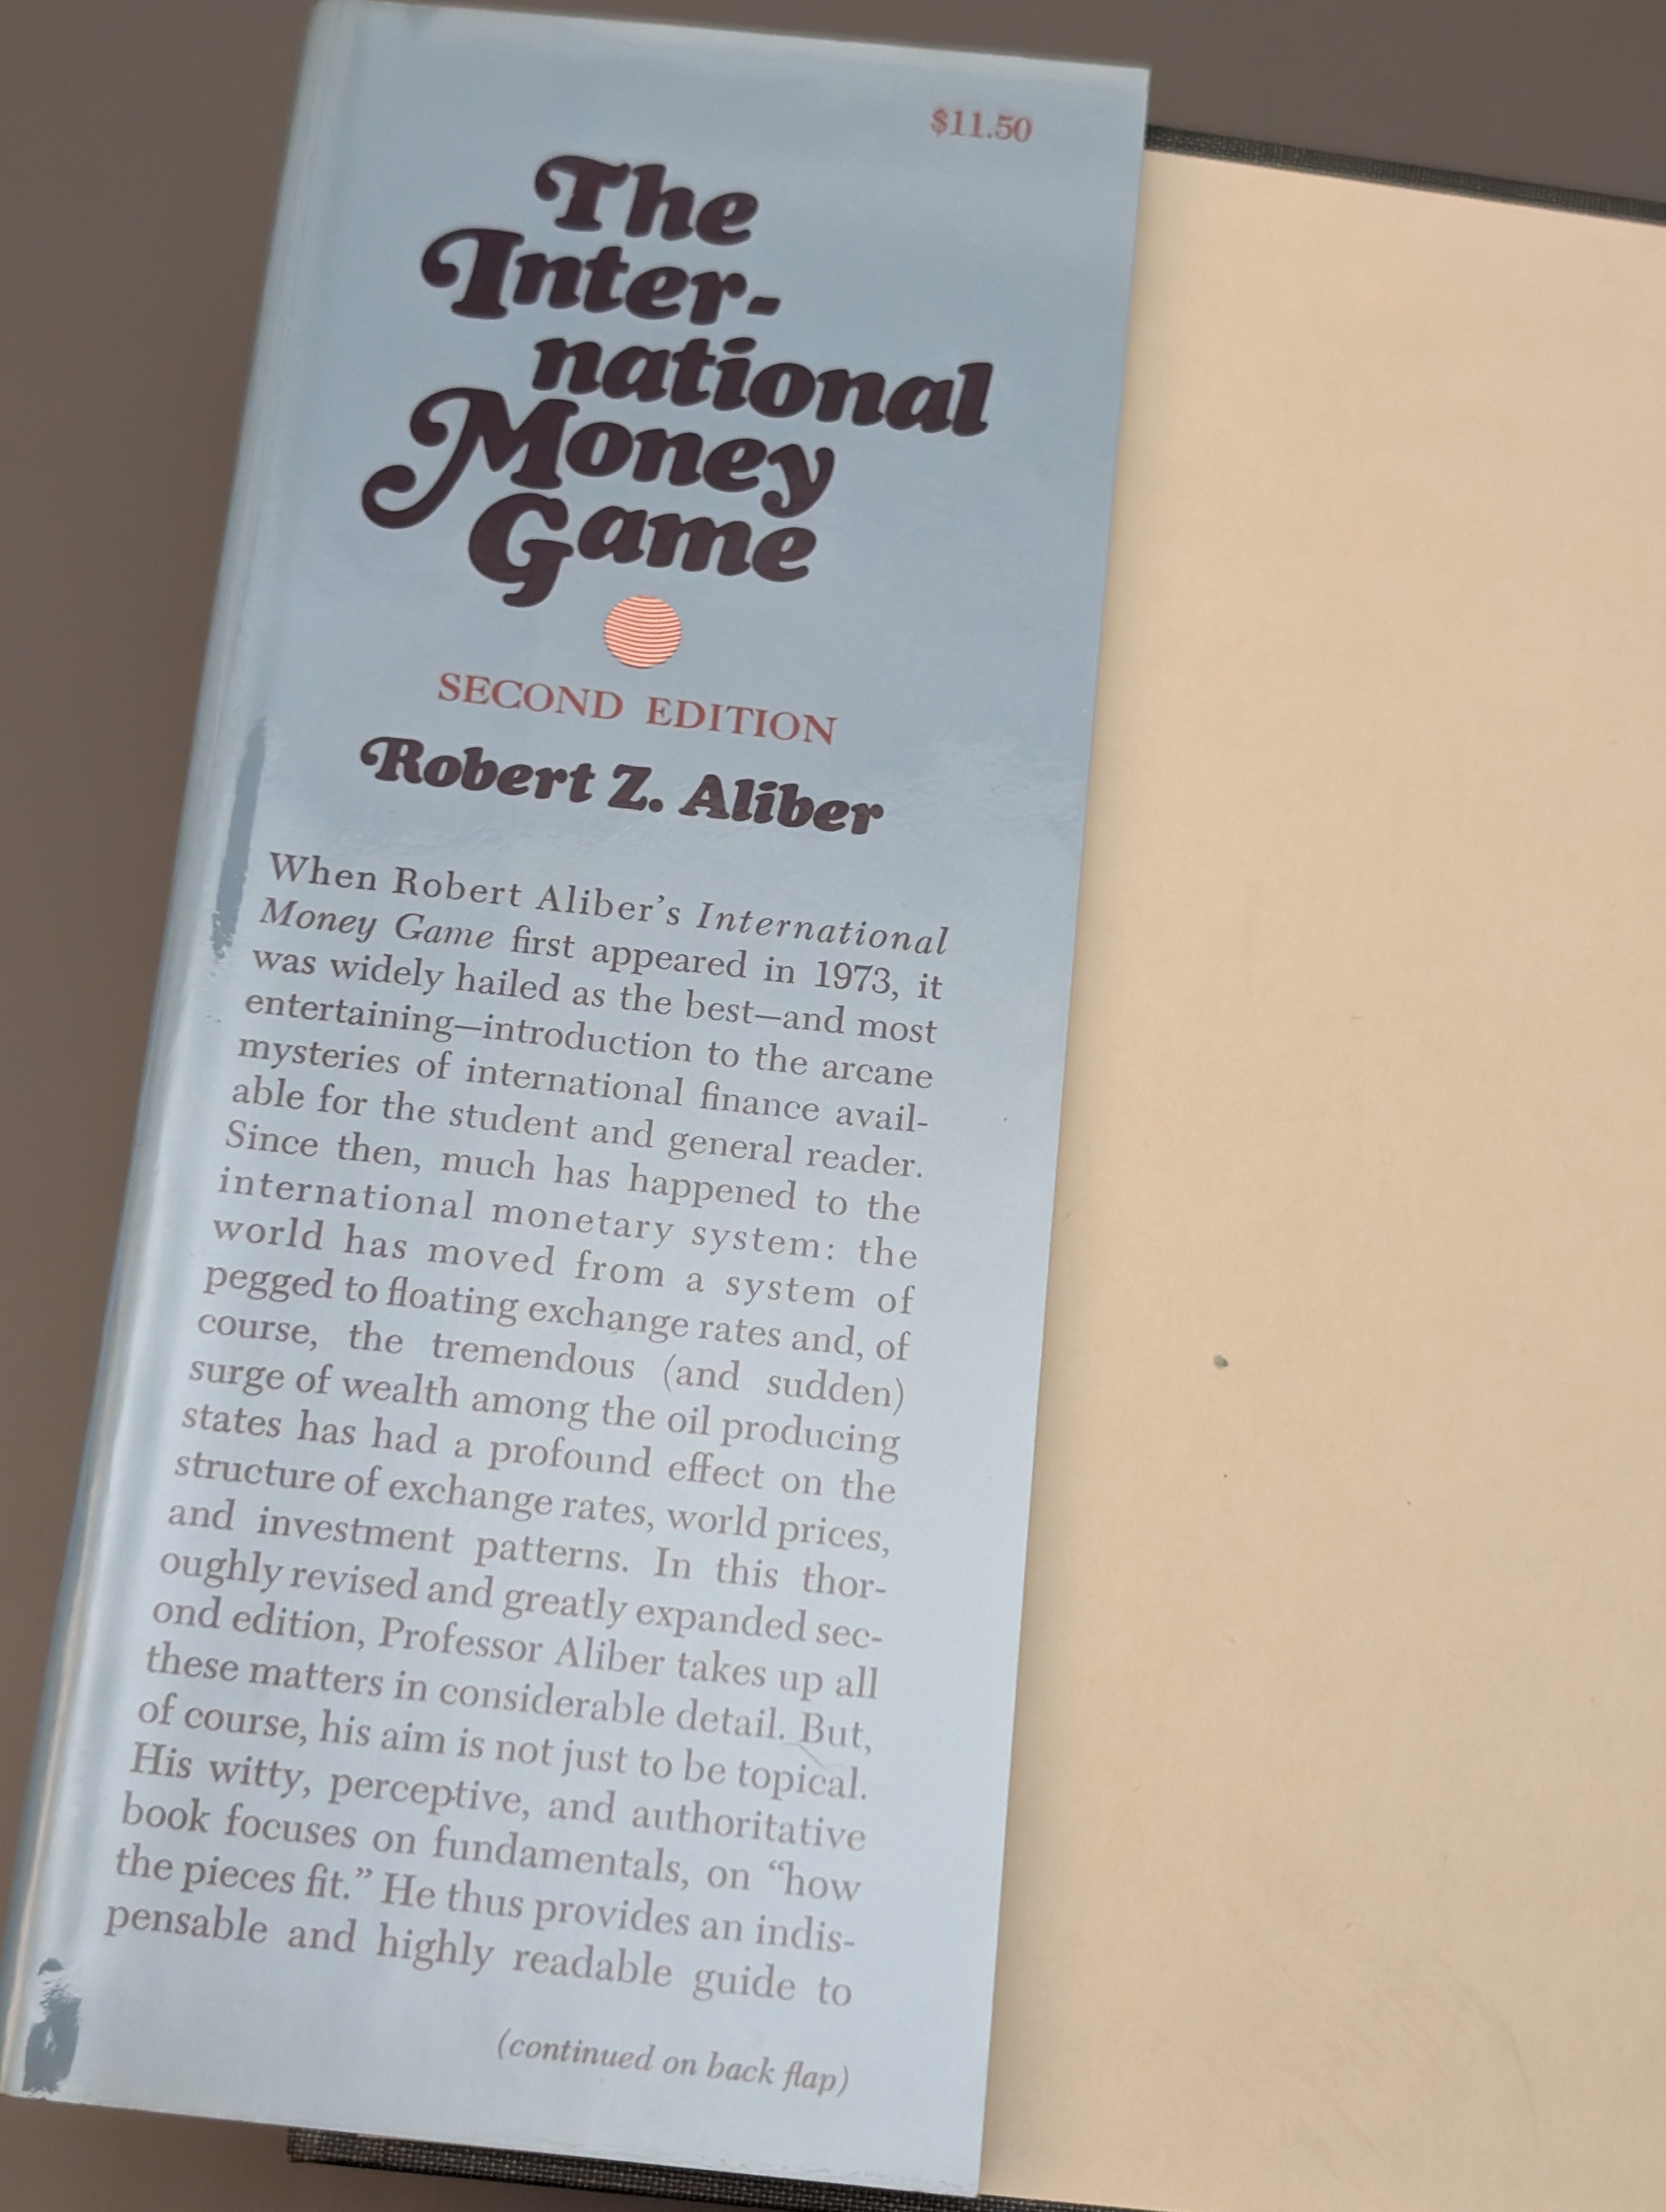 $11.50
The
Inter-
national
Money
Game
SECOND EDITION
Robert Z. Aliber
When Robert Aliber's International
Money Game first appeared in 1973, it
was widely hailed as the best—and most
entertaining—introduction to the arcane
mysteries of international finance avail-
able for the student and general reader.
Since then, much has happened to the
international monetary system: the
world has moved from a system of
pegged to floating exchange rates and, of
course, the tremendous (and sudden)
surge of wealth among the oil producing
states has had a profound effect on the
structure of exchange rates, world prices,
and investment patterns. In this thor-
oughly revised and greatly expanded sec-
ond edition, Professor Aliber takes up all
these matters in considerable detail. But,
of course, his aim is not just to be topical.
His witty, perceptive, and authoritative
book focuses on fundamentals, on “how
the pieces fit.” He thus provides an indis-
pensable and highly readable guide to
(continued on back flap)